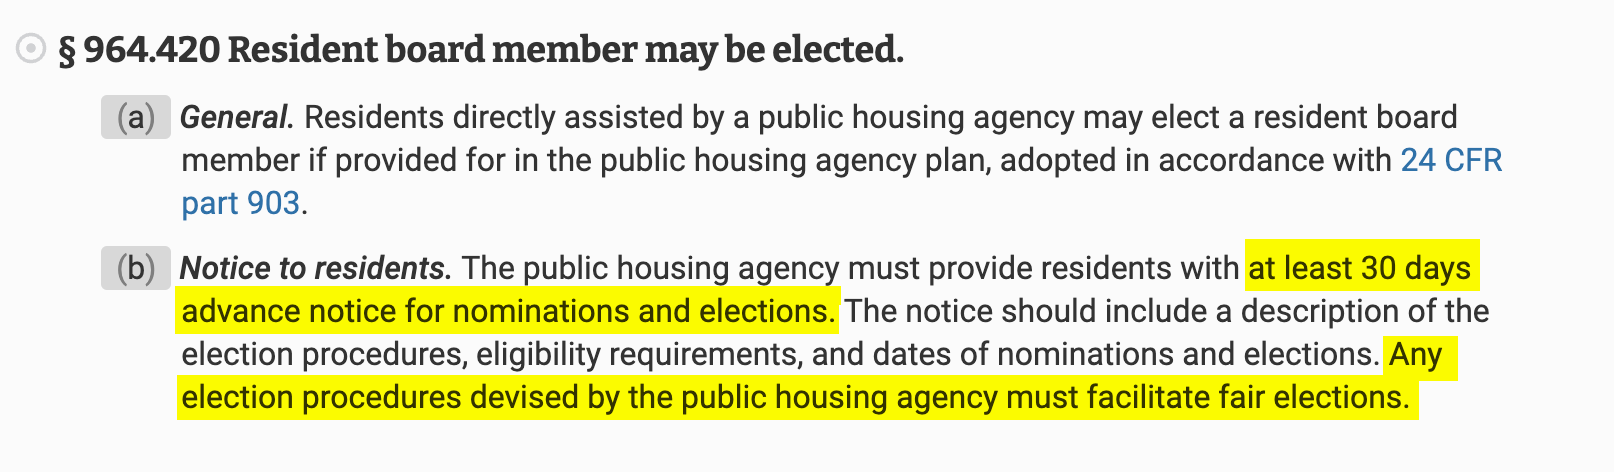 § 964.420 Resident board member may be elected.
(a) General. Residents directly assisted by a public housing agency may elect a resident board
member if provided for in the public housing agency plan, adopted in accordance with 24 CFR
part 903.
(b) Notice to residents. The public housing agency must provide residents with at least 30 days
advance notice for nominations and elections. The notice should include a description of the
election procedures, eligibility requirements, and dates of nominations and elections. Any
election procedures devised by the public housing agency must facilitate fair elections.